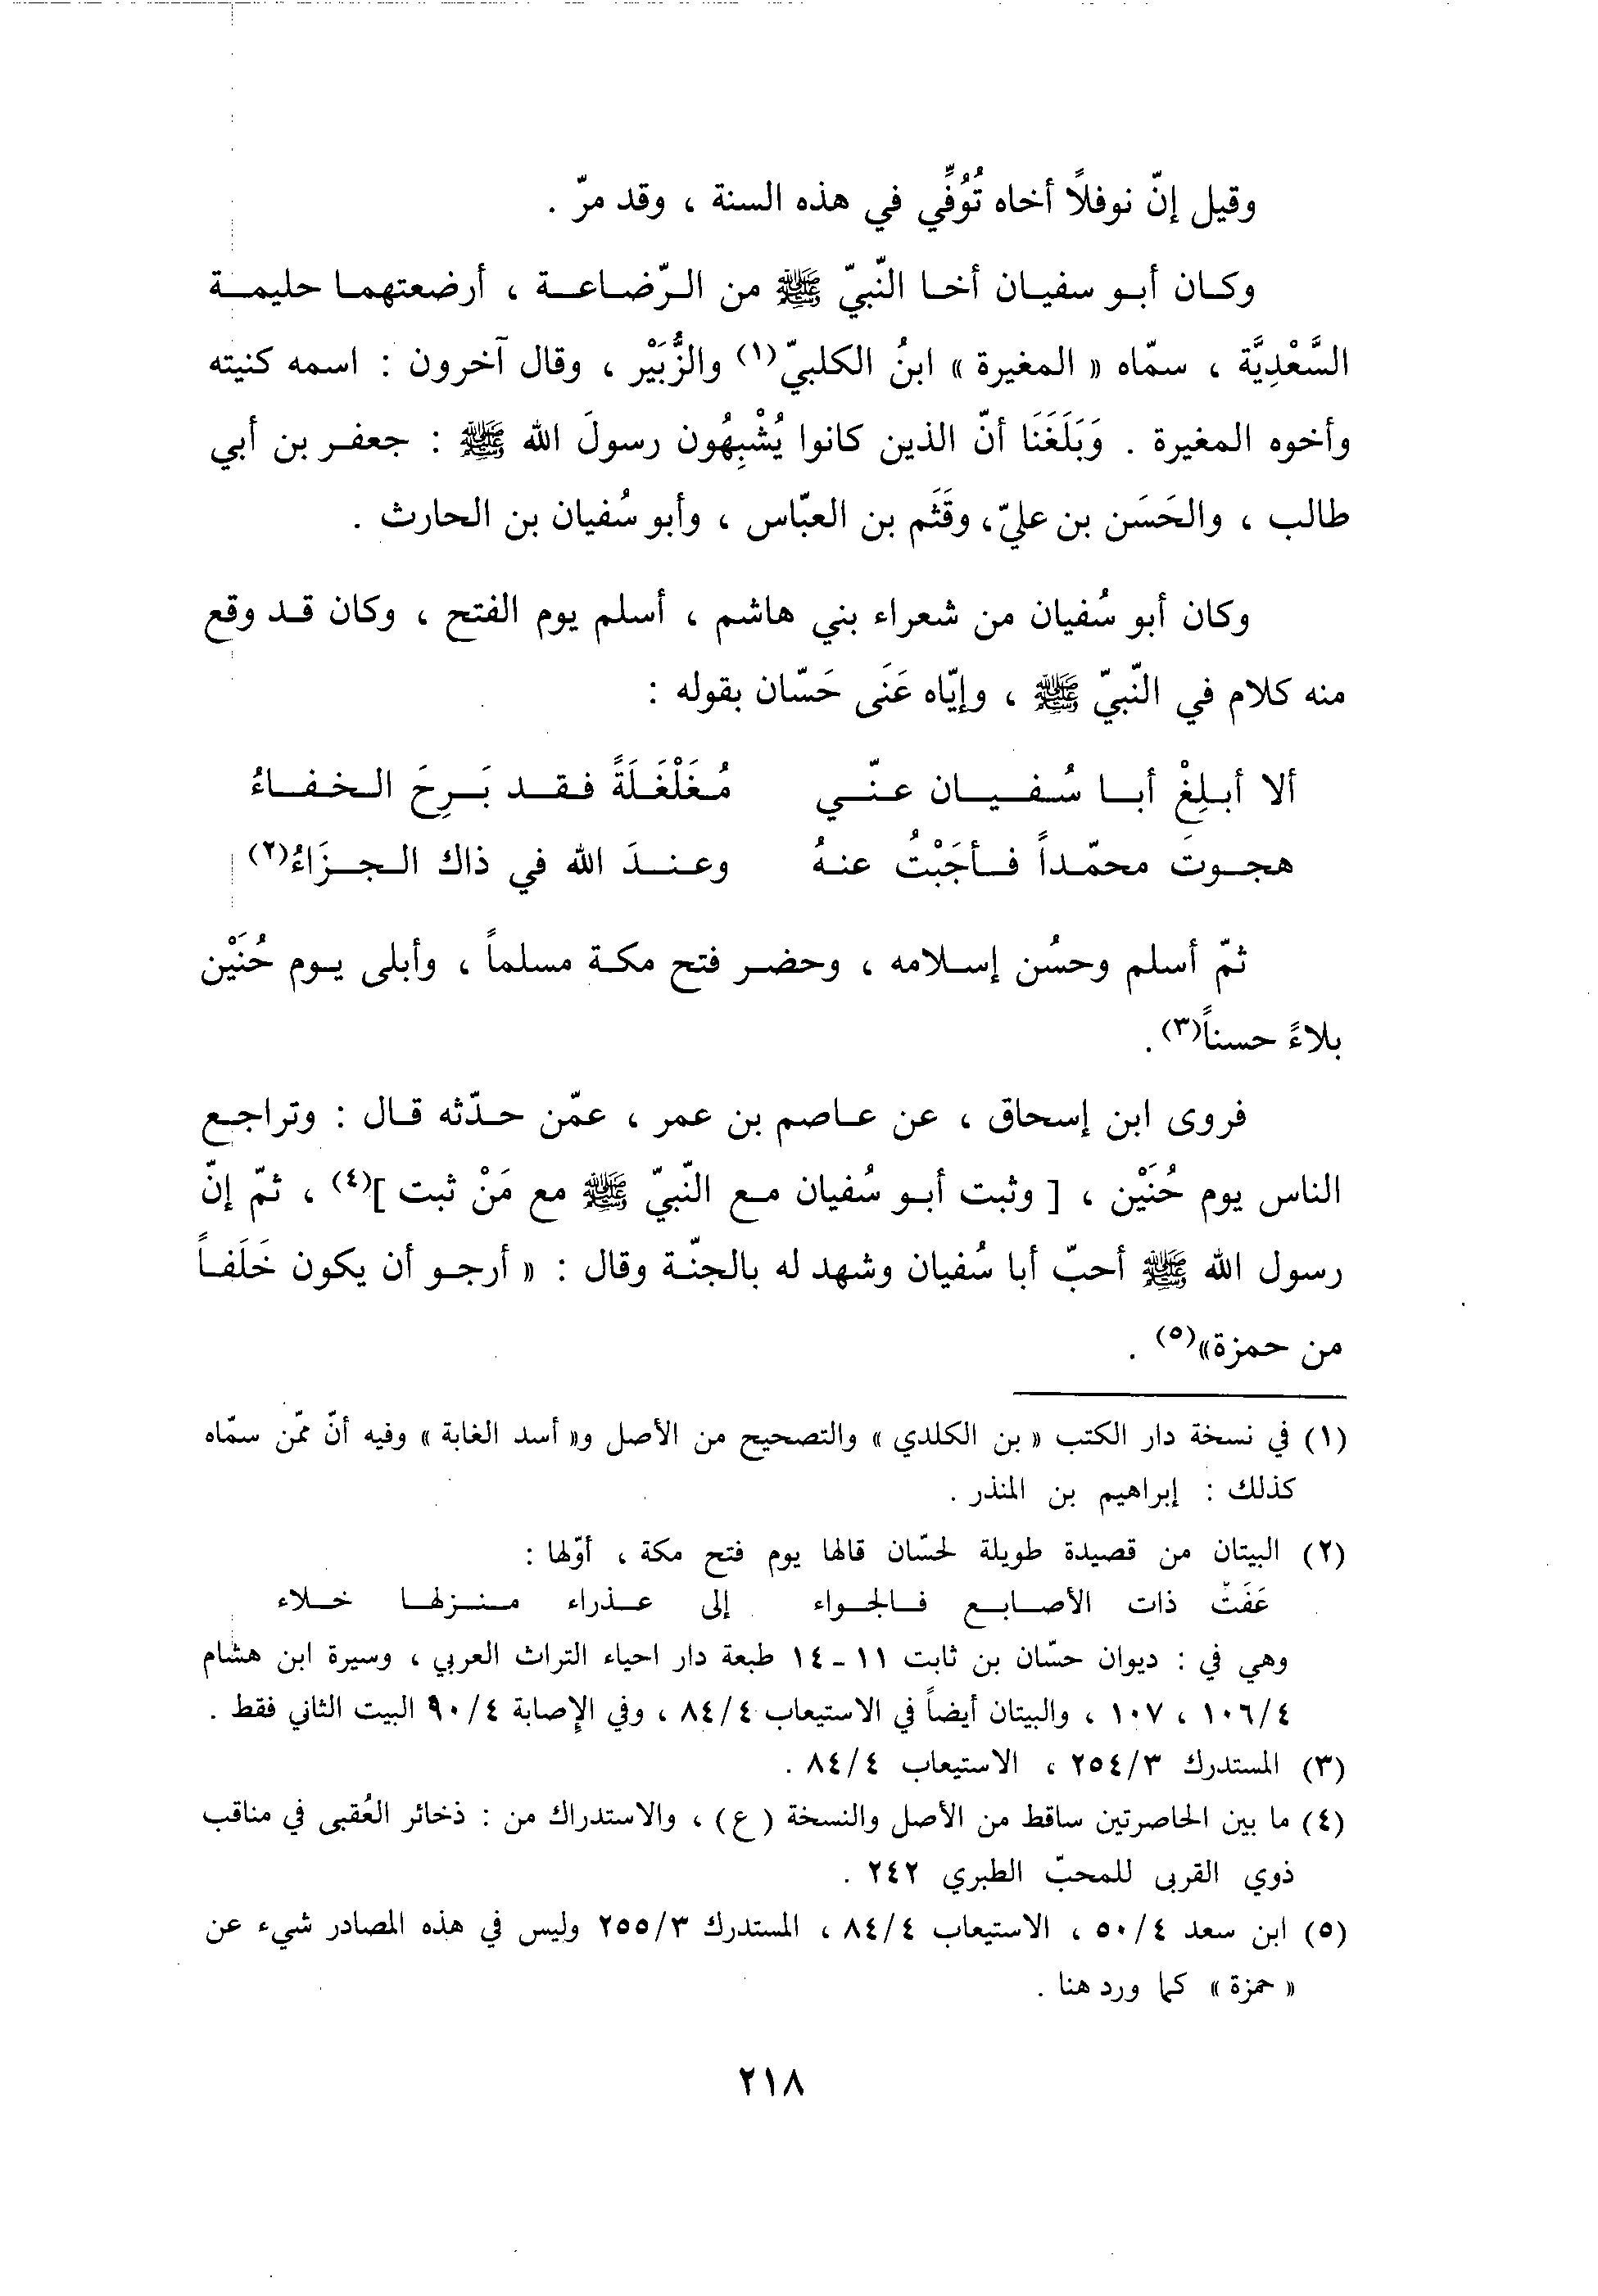 وقيل إنّ نوفلاً أخاه تُوُفِّي في هذه السنة ، وقد مرّ .
وكان أبو سفيان أخا النّبيّ ﷺ من الرّضاعة ، أرضعتهما حليمة
السَّعْدِيَّة ، سمّاه « المغيرة » ابنُ الكلبيّ(١) والزُّبَيْر ، وقال آخرون : اسمه كنيته
وأخوه المغيرة . وَبَلَغَنَا أنّ الذين كانوا يُشْبِهُون رسولَ الله ﷺ : جعفر بن أبي
طالب ، والحَسَن بن عليّ، وقَثَم بن العبّاس ، وأبو سُفيان بن الحارث .
وكان أبو سُفيان من شعراء بني هاشم ، أسلم يوم الفتح ، وكان قد وقع
منه كلام في النّبيّ ﷺ ، وإيّاه عَنَى حَسّان بقوله :
ألا أبلِغْ أبا سُفيان عنّي مُغَلْغَلَةً فقد بَرِحَ الخفاءُ
هجوتَ محمّداً فأجَبْتُ عنهُ وعندَ الله في ذاك الجزَاءُ(٢)
ثمّ أسلم وحسُن إسلامه ، وحضر فتح مكة مسلماً ، وأبلى يوم حُنَيْن
بلاءً حسناً(٣) .
فروى ابن إسحاق ، عن عاصم بن عمر ، عمّن حدّثه قال : وتراجع
الناس يوم حُنَيْن ، [ وثبت أبو سُفيان مع النّبيّ ﷺ مع مَنْ ثبت ](٤) ، ثمّ إنّ
رسول الله ﷺ أحبّ أبا سُفيان وشهد له بالجنّة وقال : « أرجو أن يكون خَلَفاً
من حمزة»(٥) .
(١) في نسخة دار الكتب « بن الكلدي » والتصحيح من الأصل و« أسد الغابة » وفيه أنّ ممّن سمّاه
كذلك : إبراهيم بن المنذر .
(٢) البيتان من قصيدة طويلة لحسّان قالها يوم فتح مكة ، أوّلها :
عَفَتْ ذات الأصابع فالجواء إلى عذراء منزلها خلاء
وهي في : ديوان حسّان بن ثابت ١١ - ١٤ طبعة دار احياء التراث العربي ، وسيرة ابن هشام
٤/١٠٦ ، ١٠٧ ، والبيتان أيضاً في الاستيعاب ٤/٨٤ ، وفي الإصابة ٤/٩٠ البيت الثاني فقط .
(٣) المستدرك ٣/٢٥٤ ، الاستيعاب ٤/٨٤ .
(٤) ما بين الحاصرتين ساقط من الأصل والنسخة ( ع ) ، والاستدراك من : ذخائر العُقبى في مناقب
ذوي القربى للمحبّ الطبري ٢٤٢ .
(٥) ابن سعد ٤/٥٠ ، الاستيعاب ٤/٨٤ ، المستدرك ٣/٢٥٥ وليس في هذه المصادر شيء عن
« حمزة » كما ورد هنا .
٢١٨